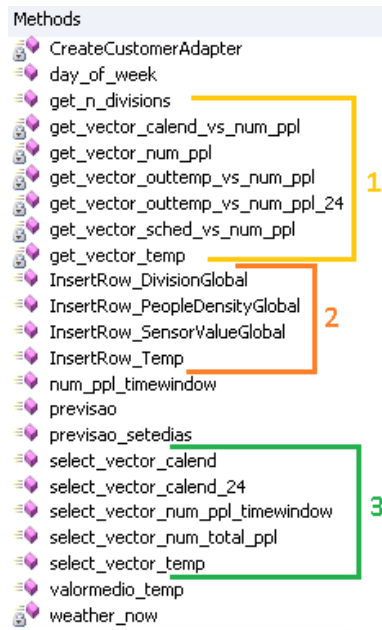 Methods
CreateCustomerAdapter
day_of_week
get_n_divisions
get_vector_calend_vs_num_ppl
get_vector_num_ppl
get_vector_outtemp_vs_num_ppl
get_vector_outtemp_vs_num_ppl_24
get_vector_sched_vs_num_ppl
get_vector_temp
1
InsertRow_DivisionGlobal
InsertRow_PeopleDensityGlobal
InsertRow_SensorValueGlobal
InsertRow_Temp
2
num_ppl_timewindow
previsao
previsao_setedias
select_vector_calend
select_vector_calend_24
select_vector_num_ppl_timewindow
select_vector_num_total_ppl
select_vector_temp
3
valormedio_temp
weather_now